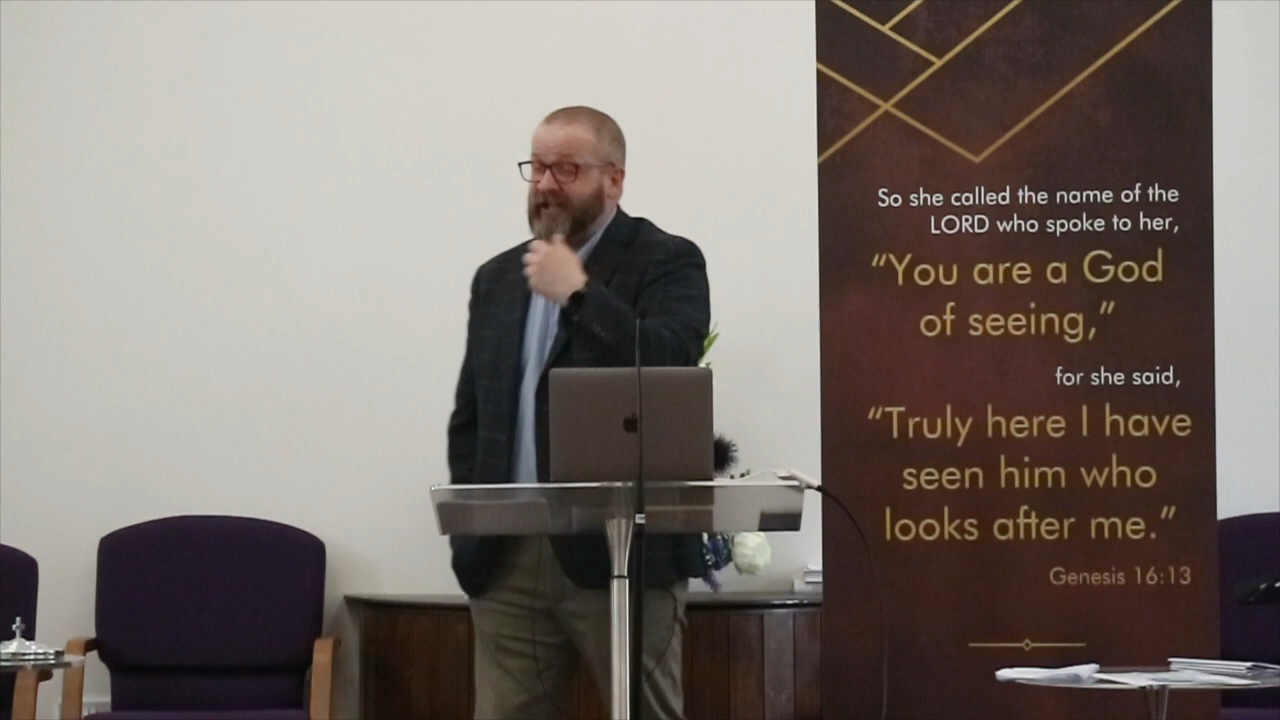 So she called the name of the
LORD who spoke to her,
“You are a God
of seeing,”
for she said,
“Truly here I have
seen him who
looks after me.”
Genesis 16:13